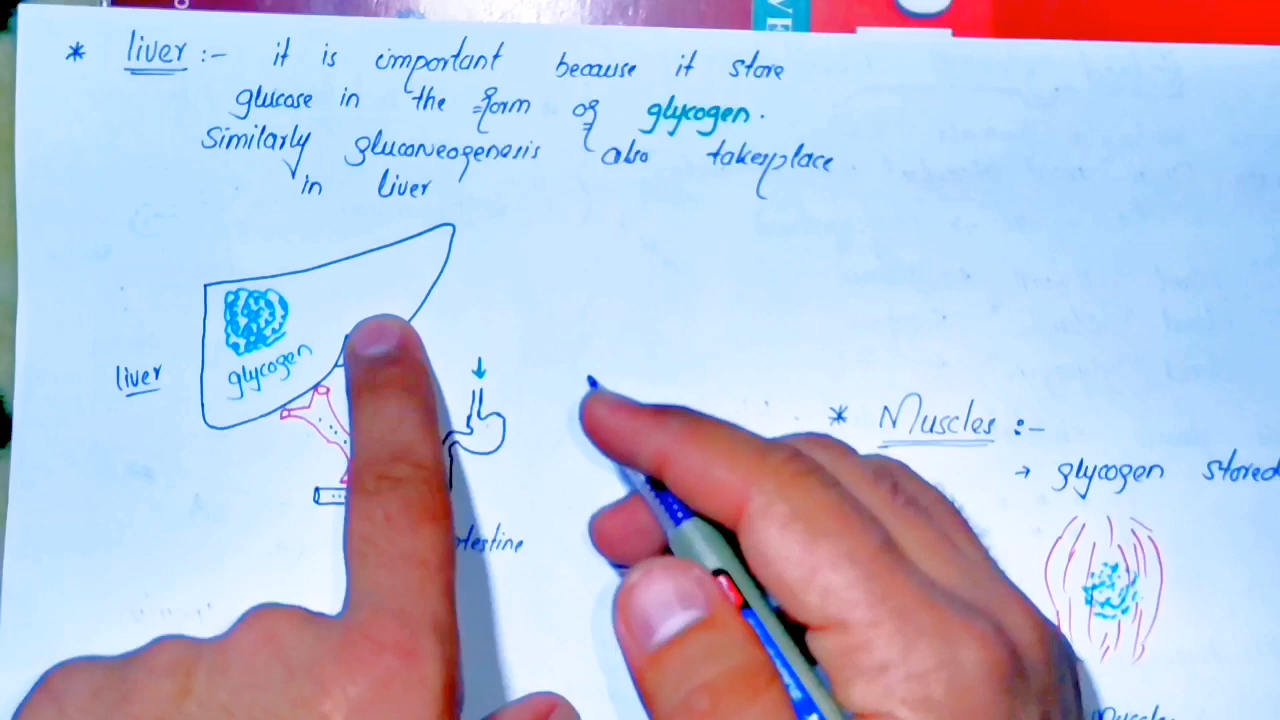 * liver :- it is important because it store
glucose in the form of glycogen.
Similarly gluconeogenesis also takesplace
in liver
glycogen
liver
* Muscles :-
→ glycogen stored